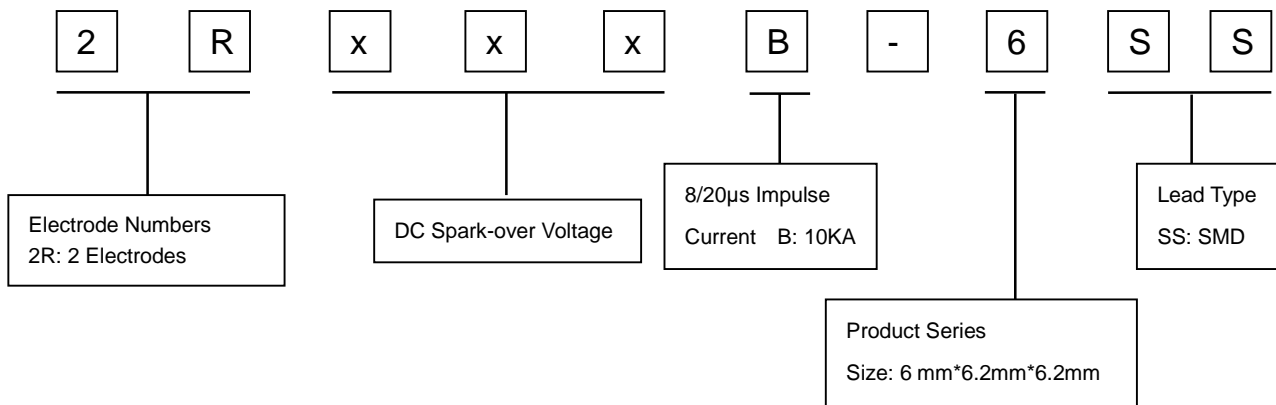 2 R x x x B - 6 S S
Electrode Numbers
2R: 2 Electrodes
DC Spark-over Voltage
8/20µs Impulse
Current B: 10KA
Lead Type
SS: SMD
Product Series
Size: 6 mm*6.2mm*6.2mm